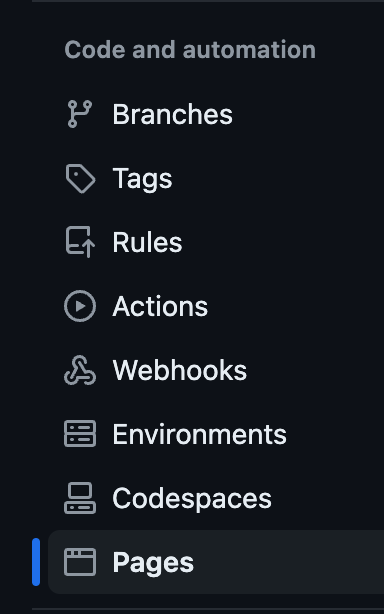 Code and automation
Branches
Tags
Rules
Actions
Webhooks
Environments
Codespaces
Pages